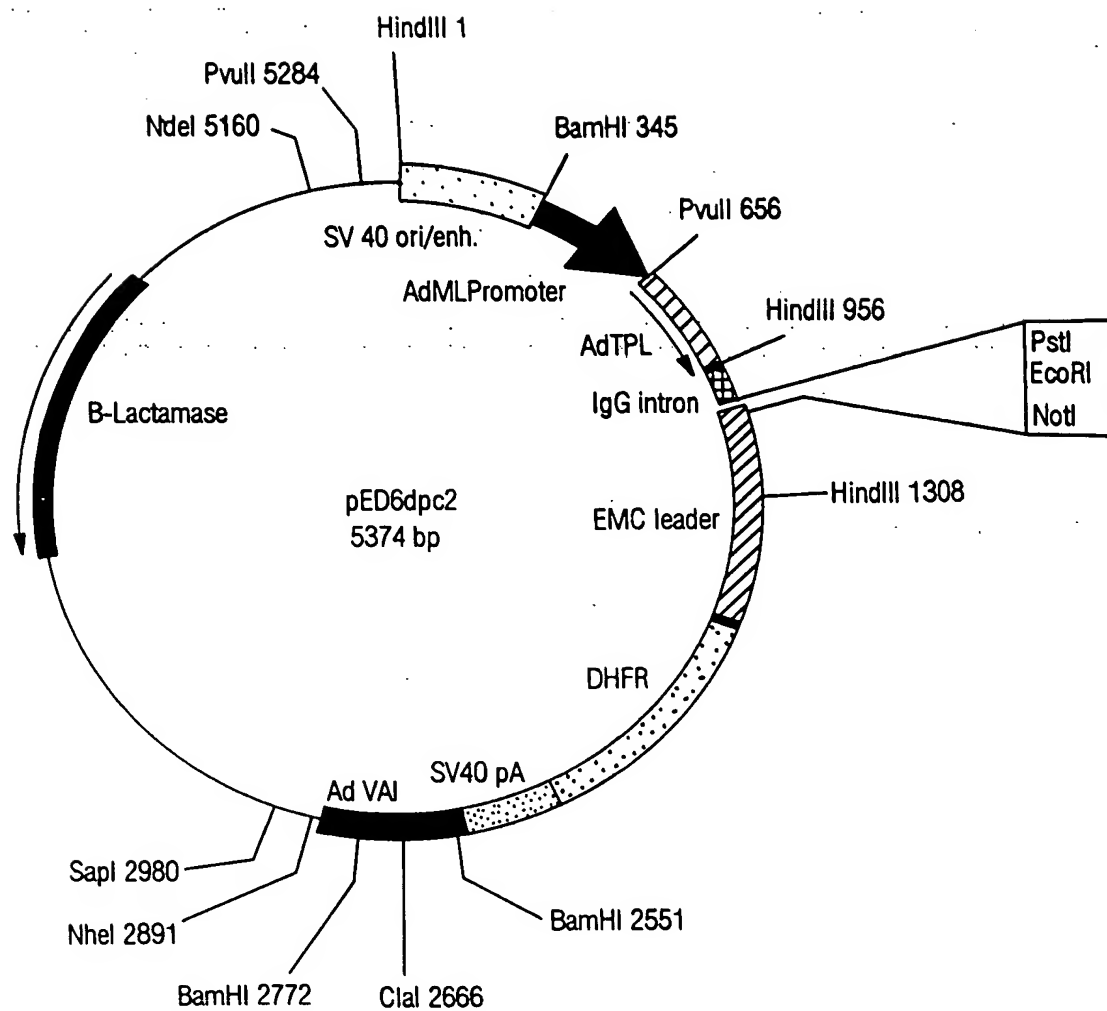 HindIII 1
PvuII 5284
NdeI 5160
BamHI 345
PvuII 656
SV 40 ori/enh.
AdMLPromoter
HindIII 956
AdTPL
IgG intron
PstI
EcoRI
NotI
B-Lactamase
pED6dpc2
5374 bp
EMC leader
HindIII 1308
DHFR
SV40 pA
Ad VAI
SapI 2980
NheI 2891
BamHI 2551
BamHI 2772
ClaI 2666